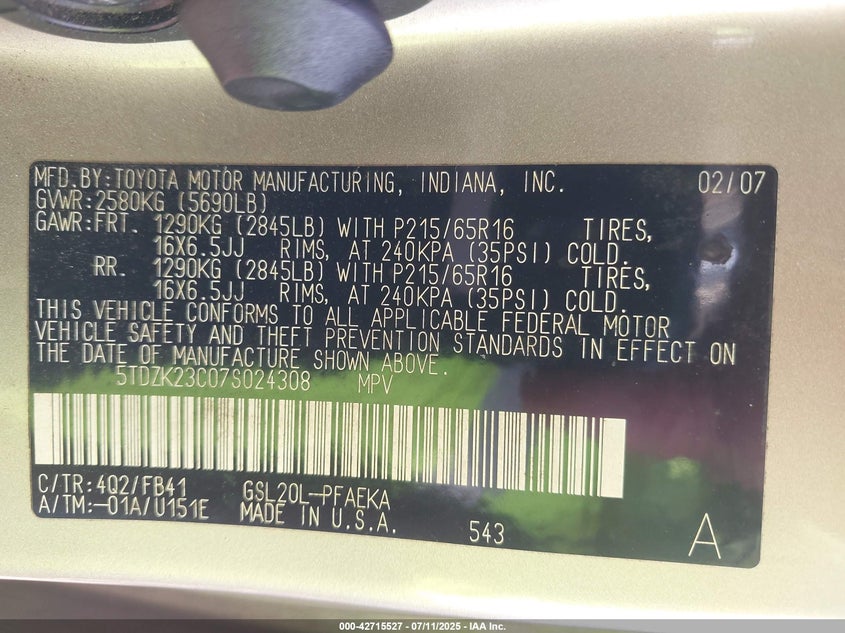 MFD.BY:TOYOTA MOTOR MANUFACTURING, INDIANA, INC. 02/07
GVWR:2580KG (5690LB)
GAWR:FRT. 1290KG (2845LB) WITH P215/65R16 TIRES,
16X6.5JJ RIMS, AT 240KPA (35PSI) COLD.
RR. 1290KG (2845LB) WITH P215/65R16 TIRES,
16X6.5JJ RIMS, AT 240KPA (35PSI) COLD.
THIS VEHICLE CONFORMS TO ALL APPLICABLE FEDERAL MOTOR
VEHICLE SAFETY AND THEFT PREVENTION STANDARDS IN EFFECT ON
THE DATE OF MANUFACTURE SHOWN ABOVE.
5TDZK23C07S024308 MPV
C/TR:4Q2/FB41 GSL20L-PFAEKA
A/TM:-01A/U151E MADE IN U.S.A. 543 A
000-42715527 - 07/11/2025 - IAA Inc.